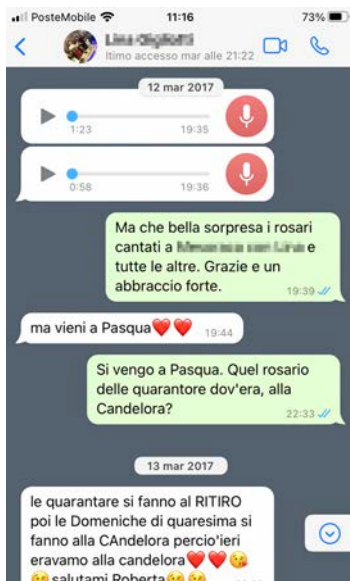 PosteMobile 11:16 73%
ltimo accesso mar alle 21:22
12 mar 2017
1:23 19:35
0:58 19:36
Ma che bella sorpresa i rosari
cantati a e
tutte le altre. Grazie e un
abbraccio forte. 19:39
ma vieni a Pasqua 19:44
Si vengo a Pasqua. Quel rosario
delle quarantore dov'era, alla
Candelora? 22:33
13 mar 2017
le quarantare si fanno al RITIRO
poi le Domeniche di quaresima si
fanno alla CAndelora percio'ieri
eravamo alla candelora
salutami Roberta